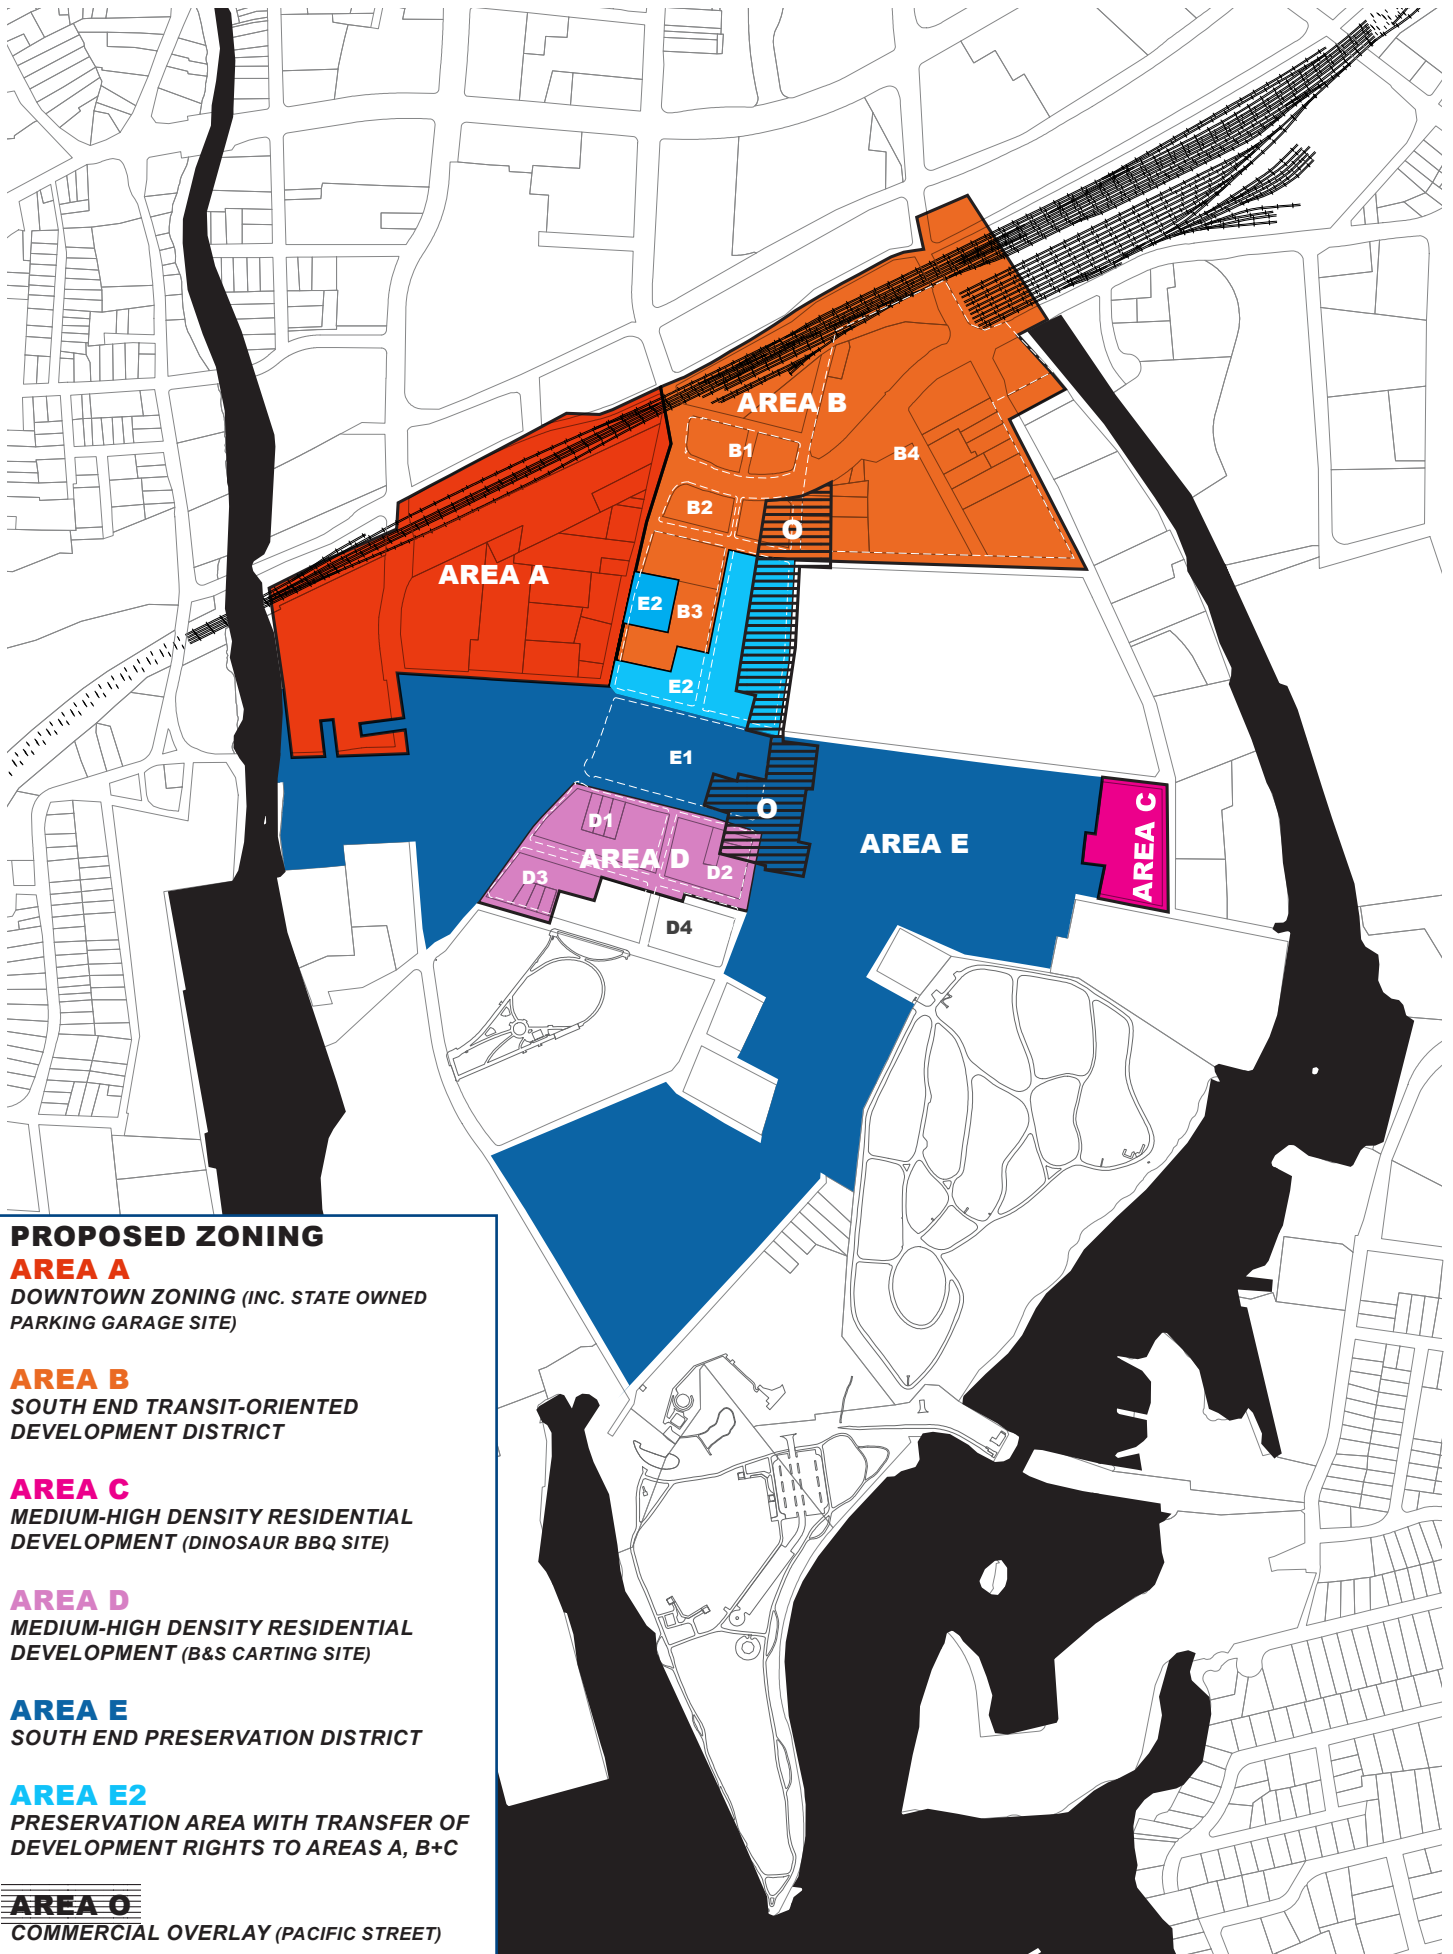 AREA B
B1
B4
B2
O
AREA A
E2
B3
E2
E1
AREA C
O
D1
AREA E
AREA D
D2
D3
D4
PROPOSED ZONING
AREA A
DOWNTOWN ZONING (INC. STATE OWNED
PARKING GARAGE SITE)
AREA B
SOUTH END TRANSIT-ORIENTED
DEVELOPMENT DISTRICT
AREA C
MEDIUM-HIGH DENSITY RESIDENTIAL
DEVELOPMENT (DINOSAUR BBQ SITE)
AREA D
MEDIUM-HIGH DENSITY RESIDENTIAL
DEVELOPMENT (B&S CARTING SITE)
AREA E
SOUTH END PRESERVATION DISTRICT
AREA E2
PRESERVATION AREA WITH TRANSFER OF
DEVELOPMENT RIGHTS TO AREAS A, B+C
AREA O
COMMERCIAL OVERLAY (PACIFIC STREET)